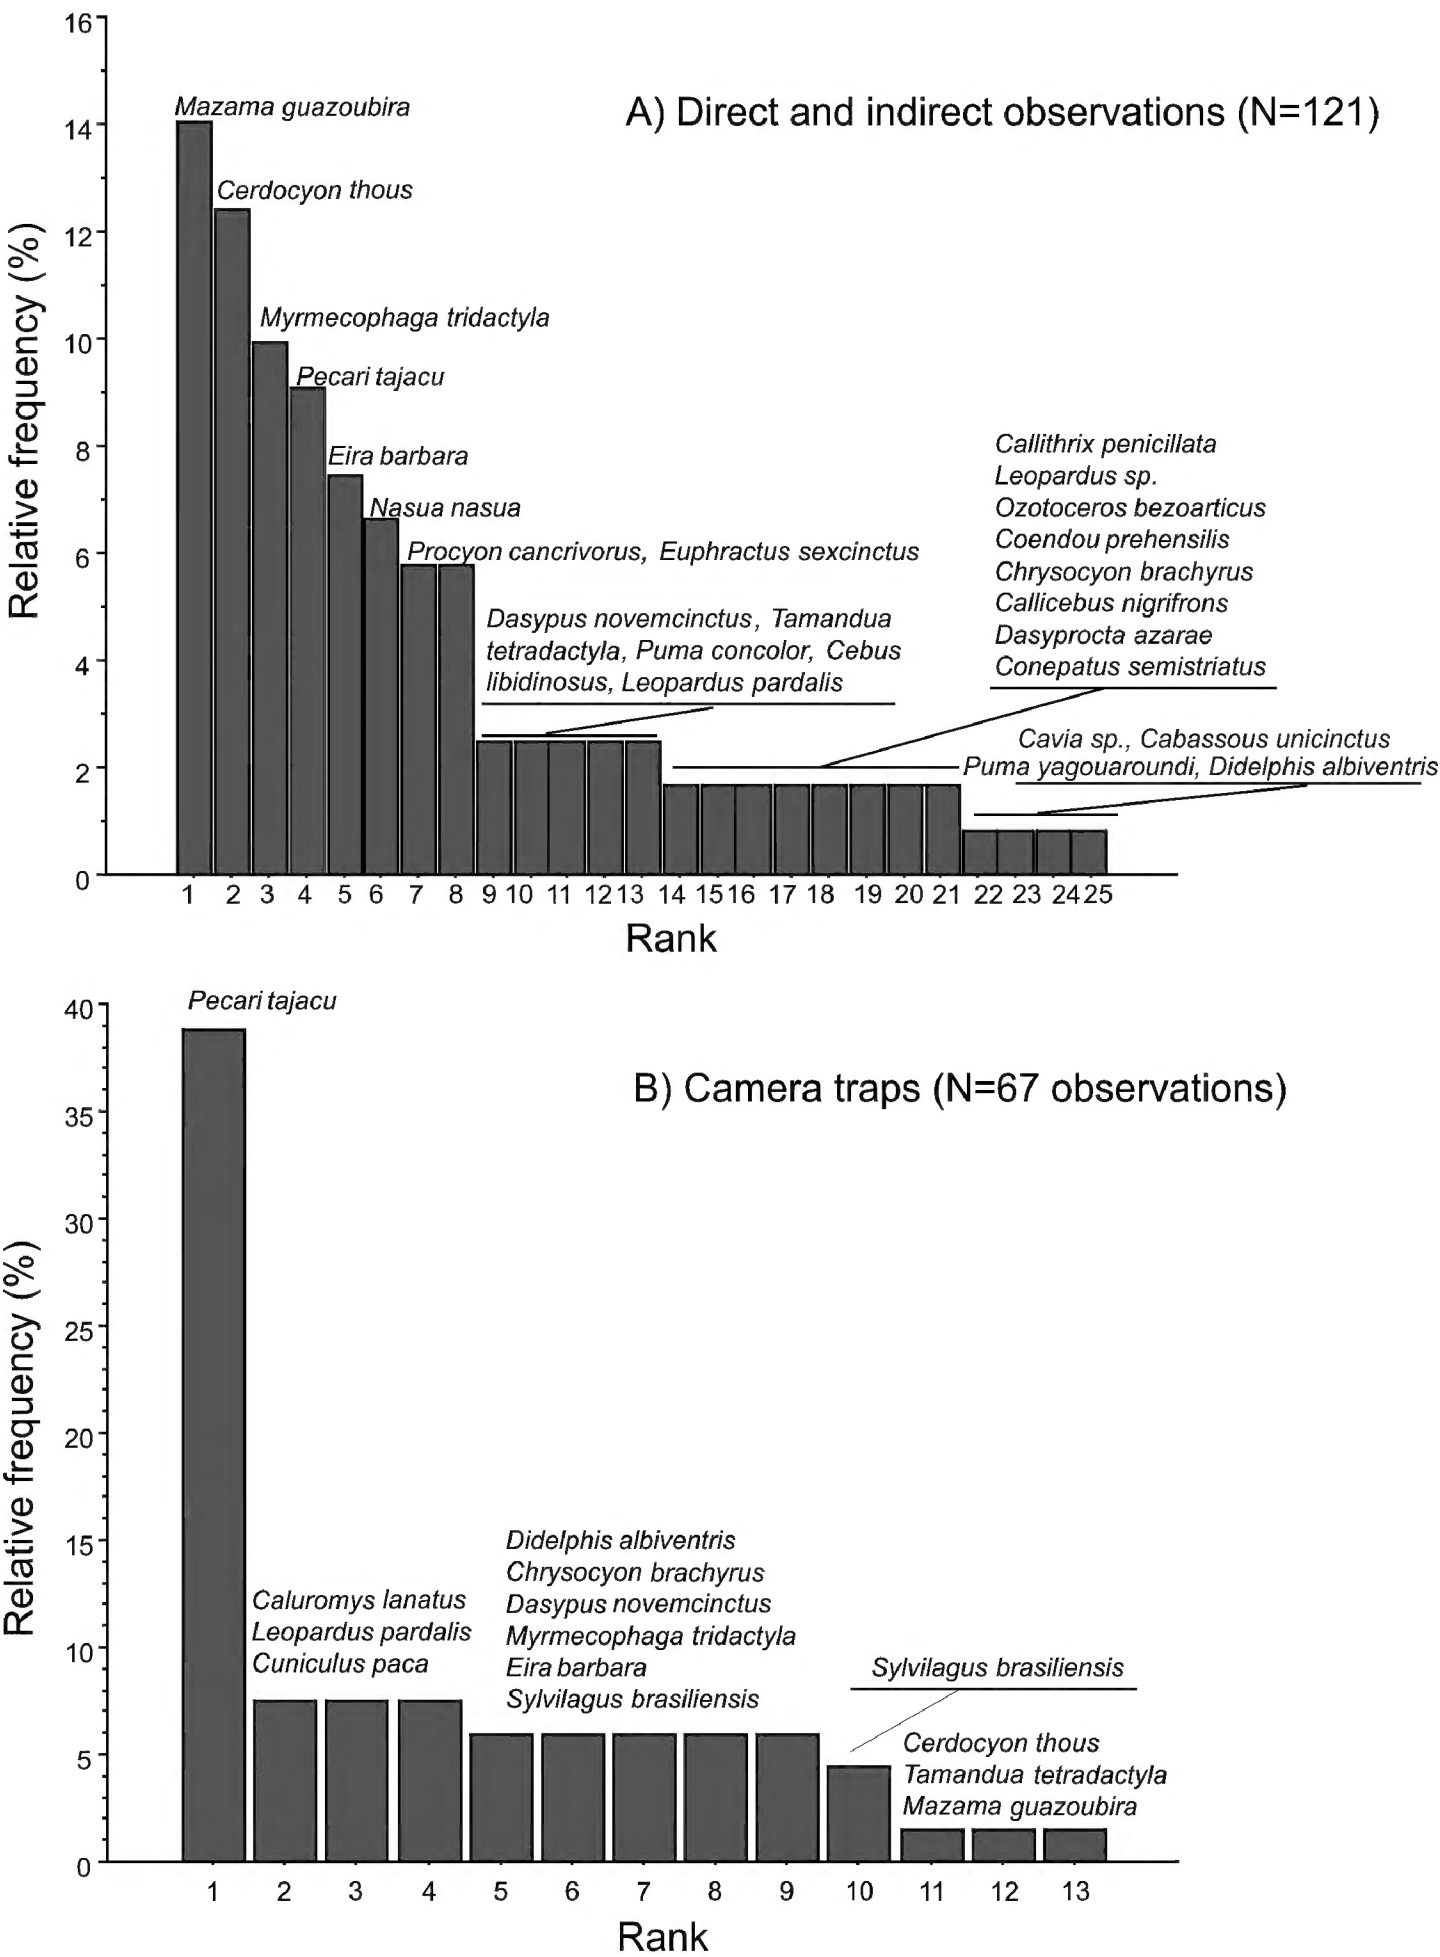 A) Direct and indirect observations (N=121)
Relative frequency (%)
16
14
12
10
8
6
4
2
0
Mazama guazoubira
Cerdocyon thous
Myrmecophaga tridactyla
Pecari tajacu
Eira barbara
Nasua nasua
Procyon cancrivorus, Euphractus sexcinctus
Dasypus novemcinctus, Tamandua
tetradactyla, Puma concolor, Cebus
libidinosus, Leopardus pardalis
Callithrix penicillata
Leopardus sp.
Ozotoceros bezoarticus
Coendou prehensilis
Chrysocyon brachyrus
Callicebus nigrifrons
Dasyprocta azarae
Conepatus semistriatus
Cavia sp., Cabassous unicinctus
Puma yagouaroundi, Didelphis albiventris
1 2 3 4 5 6 7 8 9 10 11 12 13 14 15 16 17 18 19 20 21 22 23 24 25
Rank
B) Camera traps (N=67 observations)
Relative frequency (%)
40
35
30
25
20
15
10
5
0
Pecari tajacu
Caluromys lanatus
Leopardus pardalis
Cuniculus paca
Didelphis albiventris
Chrysocyon brachyrus
Dasypus novemcinctus
Myrmecophaga tridactyla
Eira barbara
Sylvilagus brasiliensis
Sylvilagus brasiliensis
Cerdocyon thous
Tamandua tetradactyla
Mazama guazoubira
1 2 3 4 5 6 7 8 9 10 11 12 13
Rank